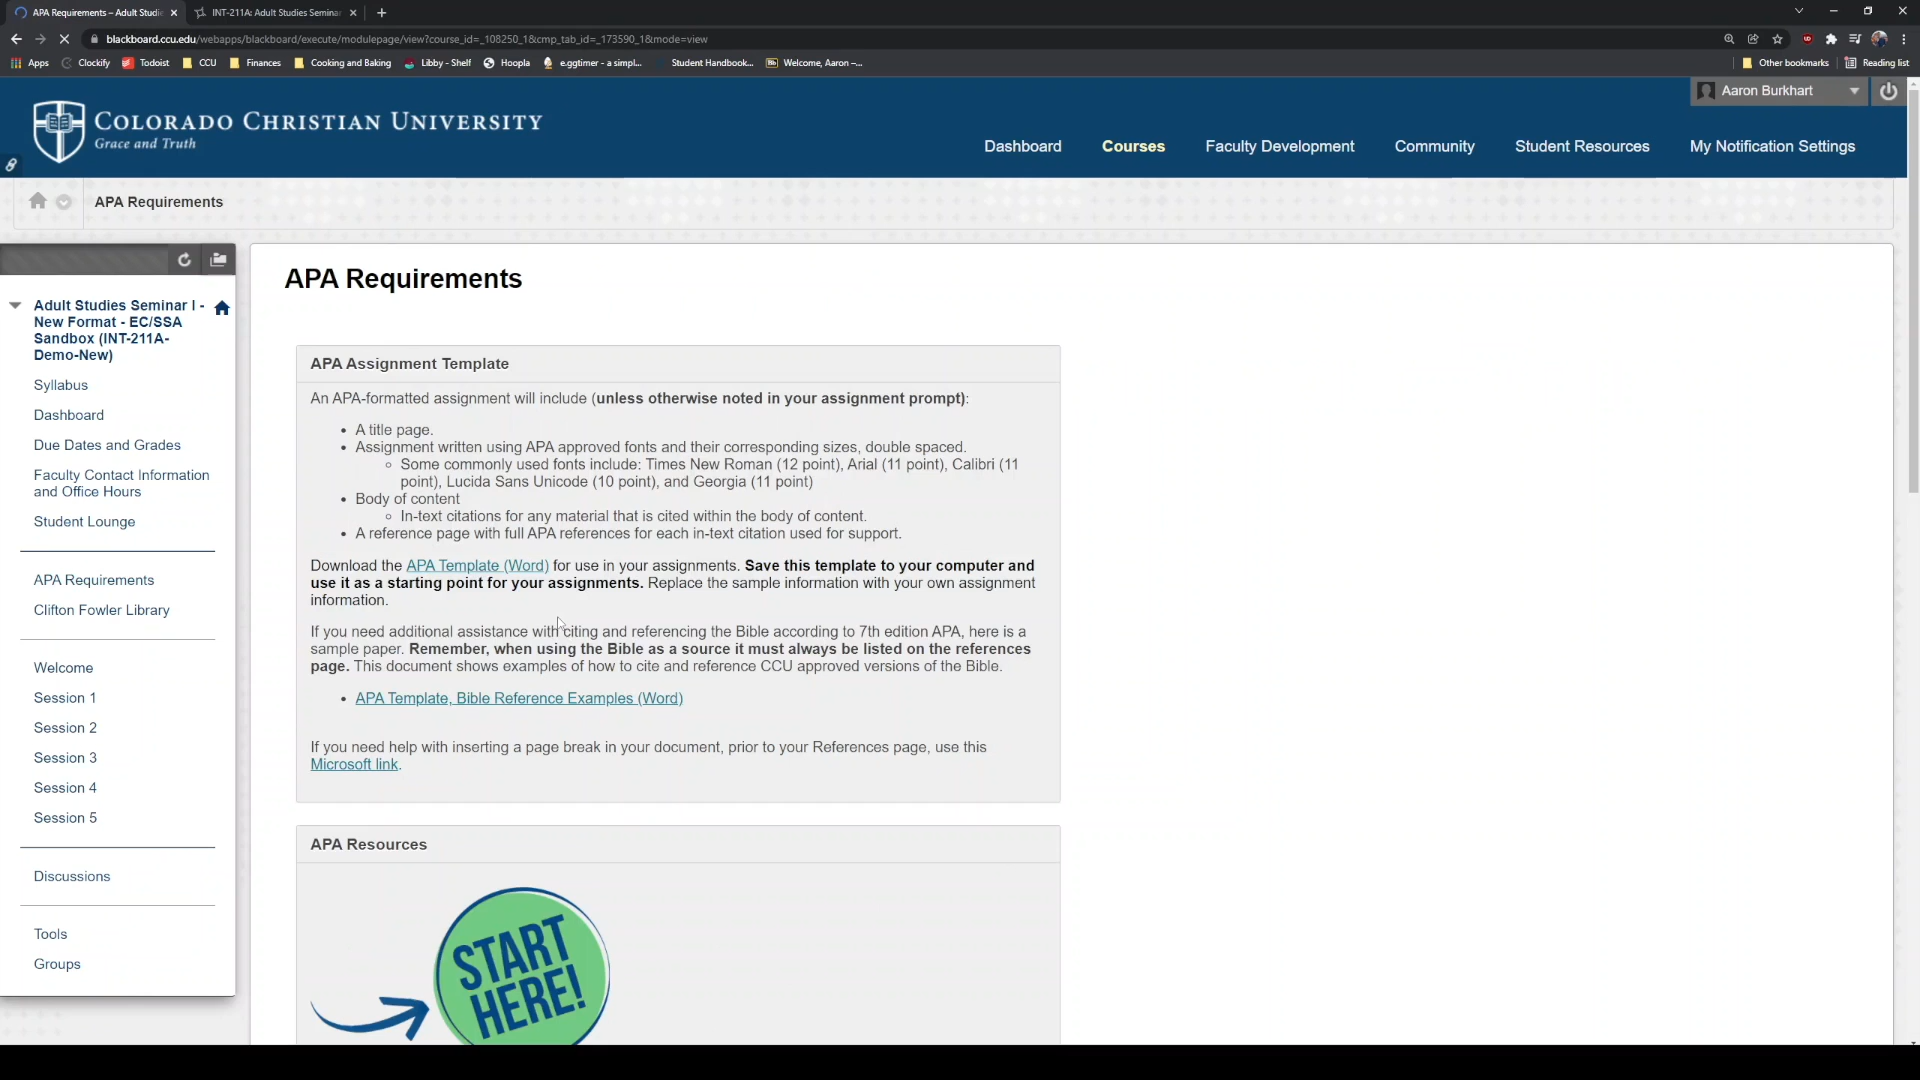 APA Requirements – Adult Studie
INT-211A: Adult Studies Seminar
blackboard.ccu.edu/webapps/blackboard/execute/modulepage/view?course_id=_108250_1&cmp_tab_id=_173590_1&mode=view
Apps
Clockify
Todoist
CCU
Finances
Cooking and Baking
Libby - Shelf
Hoopla
e.ggtimer - a simpl...
Student Handbook...
Welcome, Aaron –...
Other bookmarks
Reading list
Aaron Burkhart
COLORADO CHRISTIAN UNIVERSITY
Grace and Truth
Dashboard
Courses
Faculty Development
Community
Student Resources
My Notification Settings
APA Requirements
Adult Studies Seminar I -
New Format - EC/SSA
Sandbox (INT-211A-
Demo-New)
Syllabus
Dashboard
Due Dates and Grades
Faculty Contact Information
and Office Hours
Student Lounge
APA Requirements
Clifton Fowler Library
Welcome
Session 1
Session 2
Session 3
Session 4
Session 5
Discussions
Tools
Groups
APA Requirements
APA Assignment Template
An APA-formatted assignment will include (unless otherwise noted in your assignment prompt):
• A title page.
• Assignment written using APA approved fonts and their corresponding sizes, double spaced.
◦ Some commonly used fonts include: Times New Roman (12 point), Arial (11 point), Calibri (11
point), Lucida Sans Unicode (10 point), and Georgia (11 point)
• Body of content
◦ In-text citations for any material that is cited within the body of content.
• A reference page with full APA references for each in-text citation used for support.
Download the APA Template (Word) for use in your assignments. Save this template to your computer and
use it as a starting point for your assignments. Replace the sample information with your own assignment
information.
If you need additional assistance with citing and referencing the Bible according to 7th edition APA, here is a
sample paper. Remember, when using the Bible as a source it must always be listed on the references
page. This document shows examples of how to cite and reference CCU approved versions of the Bible.
• APA Template, Bible Reference Examples (Word)
If you need help with inserting a page break in your document, prior to your References page, use this
Microsoft link.
APA Resources
START
HERE!